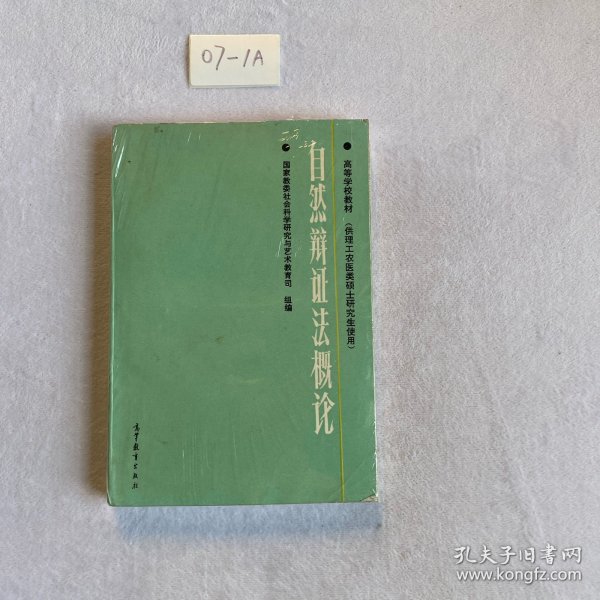 07-1A
高等学校教材(供理工农医类硕士研究生使用)
自然辩证法概论
国家教委社会科学研究与艺术教育司 组编
高等教育出版社
孔夫子旧书网
www.kongfz.com